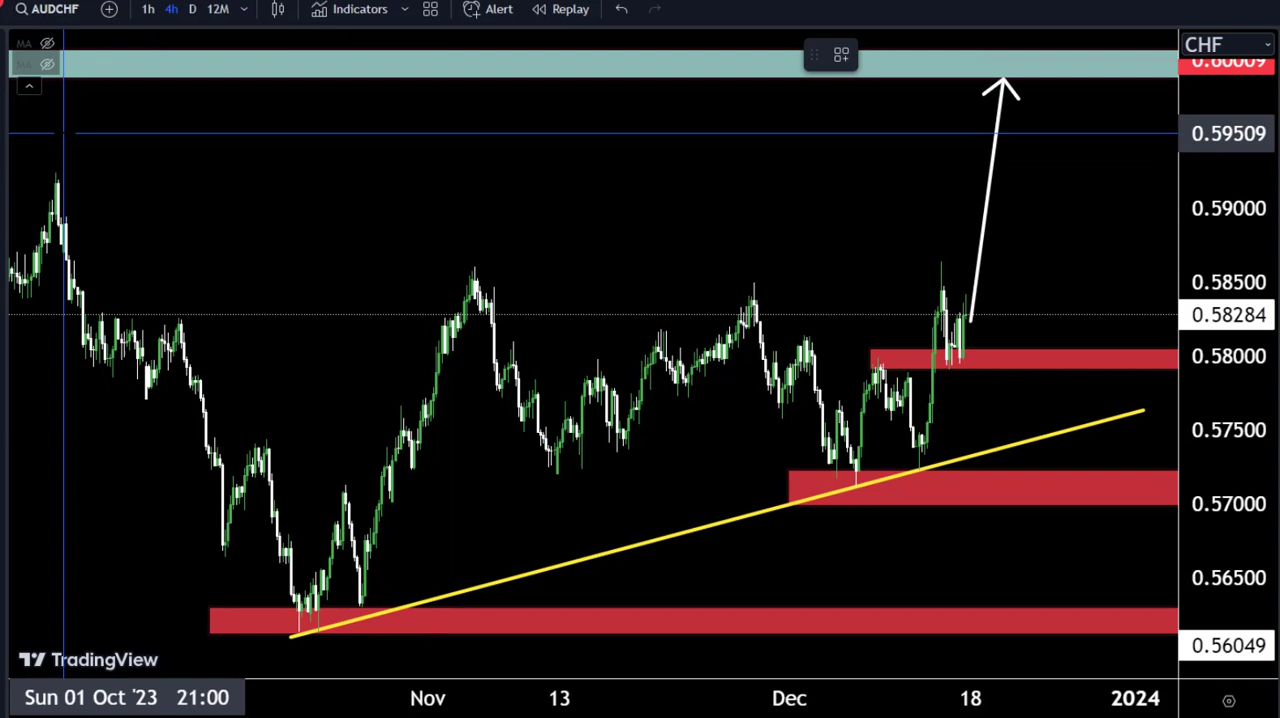 AUDCHF 1h 4h D 12M Indicators Alert Replay
MA
MA
CHF
0.60009
0.59509
0.59000
0.58500
0.58284
0.58000
0.57500
0.57000
0.56500
0.56049
TradingView
Sun 01 Oct '23 21:00 Nov 13 Dec 18 2024